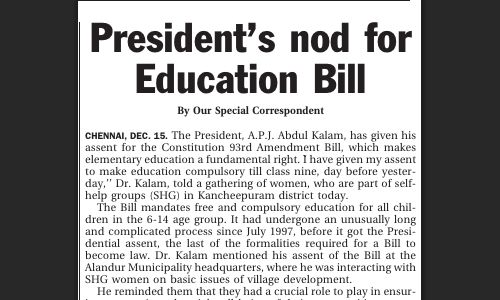 President's nod for
Education Bill
By Our Special Correspondent
CHENNAI, DEC. 15. The President, A.P.J. Abdul Kalam, has given his
assent for the Constitution 93rd Amendment Bill, which makes
elementary education a fundamental right. I have given my assent
to make education compulsory till class nine, day before yester-
day,'' Dr. Kalam, told a gathering of women, who are part of self-
help groups (SHG) in Kancheepuram district today.
The Bill mandates free and compulsory education for all chil-
dren in the 6-14 age group. It had undergone an unusually long
and complicated process since July 1997, before it got the Presi-
dential assent, the last of the formalities required for a Bill to
become law. Dr. Kalam mentioned his assent of the Bill at the
Alandur Municipality headquarters, where he was interacting with
SHG women on basic issues of village development.
He reminded them that they had a crucial role to play in ensur-